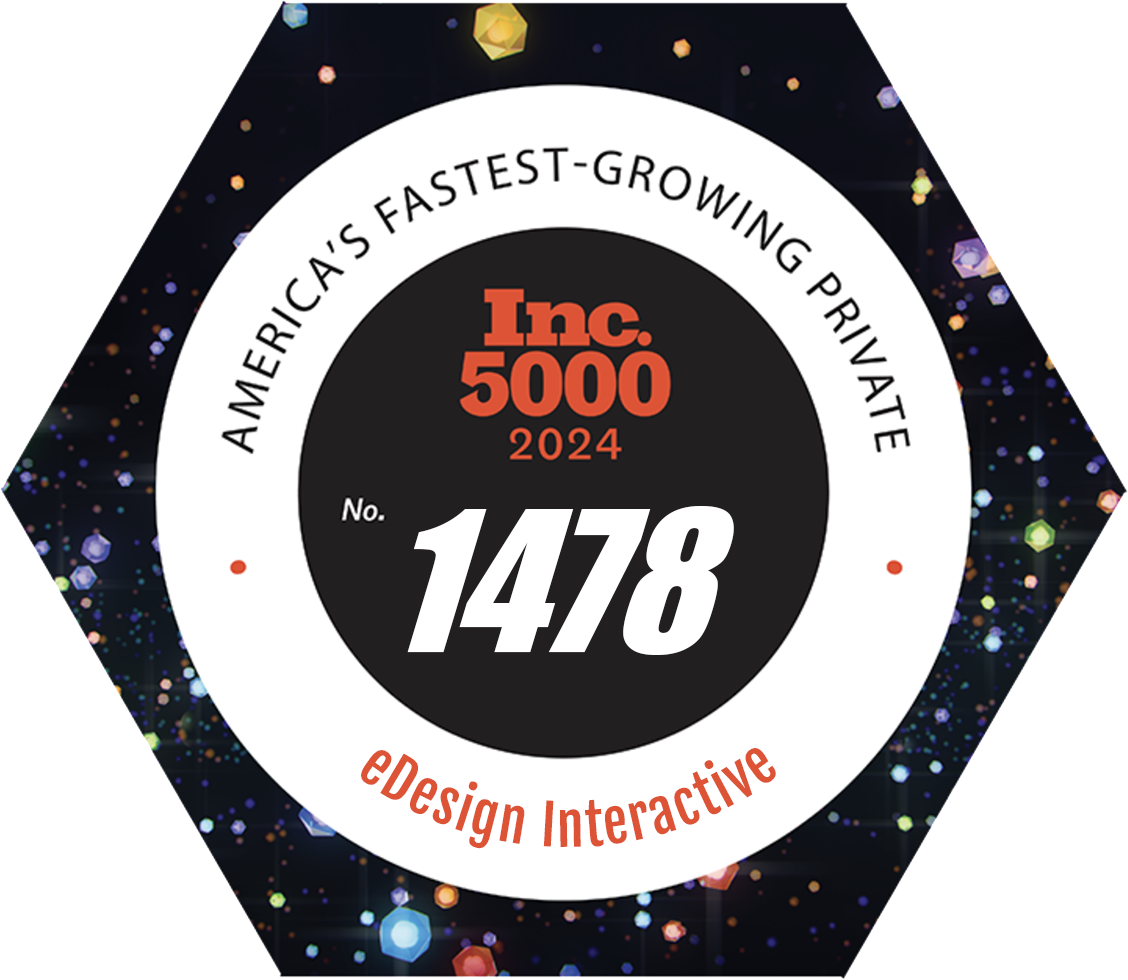 AMERICA'S FASTEST-GROWING PRIVATE
Inc.
5000
2024
No.
1478
eDesign Interactive